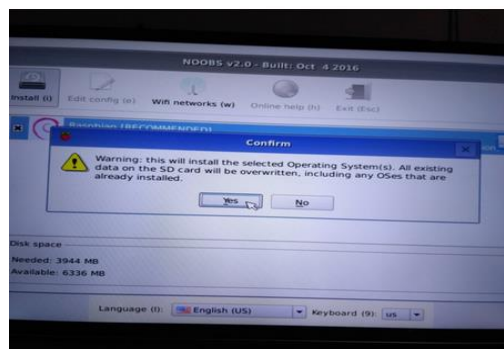 NOOBS v2.0 - Built: Oct 4 2016
Install (i) Edit config (e) Wifi networks (w) Online help (h) Exit (Esc)
Raspbian [RECOMMENDED]
Confirm
Warning: this will install the selected Operating System(s). All existing
data on the SD card will be overwritten, including any OSes that are
already installed.
Yes No
Disk space
Needed: 3944 MB
Available: 6336 MB
Language (l): English (US) Keyboard (9): us